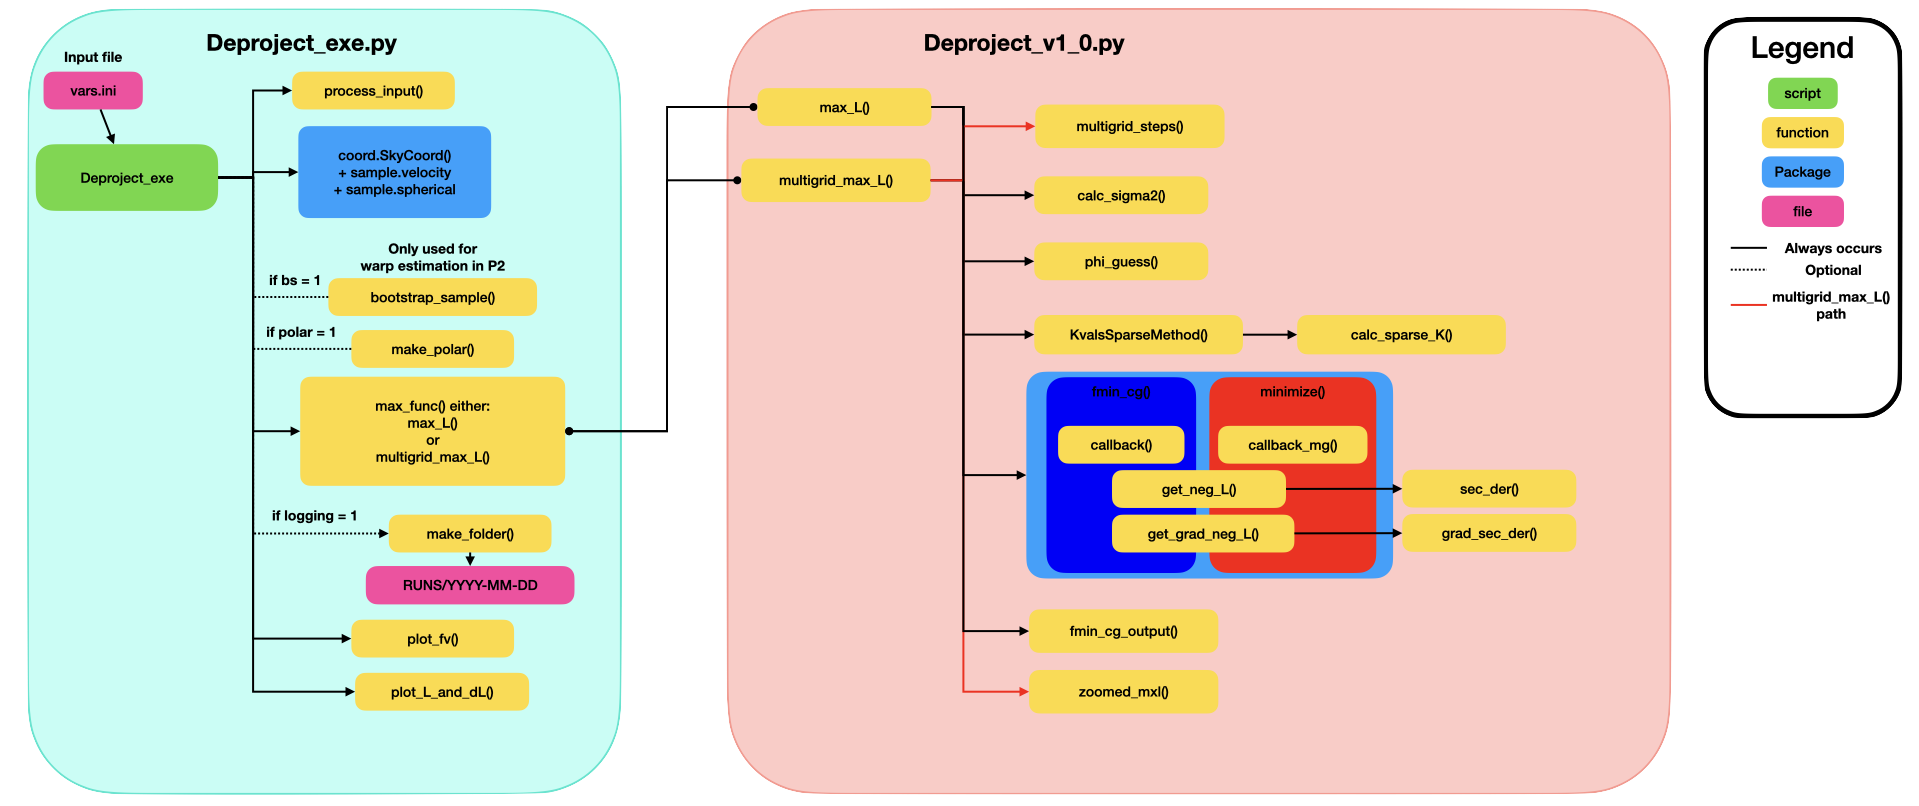 Deproject_exe.py
Input file
vars.ini
Deproject_exe
process_input()
coord.SkyCoord()
+ sample.velocity
+ sample.spherical
Only used for
warp estimation in P2
if bs = 1
bootstrap_sample()
if polar = 1
make_polar()
max_func() either:
max_L()
or
multigrid_max_L()
if logging = 1
make_folder()
RUNS/YYYY-MM-DD
plot_fv()
plot_L_and_dL()
Deproject_v1_0.py
max_L()
multigrid_max_L()
multigrid_steps()
calc_sigma2()
phi_guess()
KvalsSparseMethod()
calc_sparse_K()
fmin_cg()
minimize()
callback()
callback_mg()
get_neg_L()
sec_der()
get_grad_neg_L()
grad_sec_der()
fmin_cg_output()
zoomed_mxl()
Legend
script
function
Package
file
Always occurs
Optional
multigrid_max_L()
path